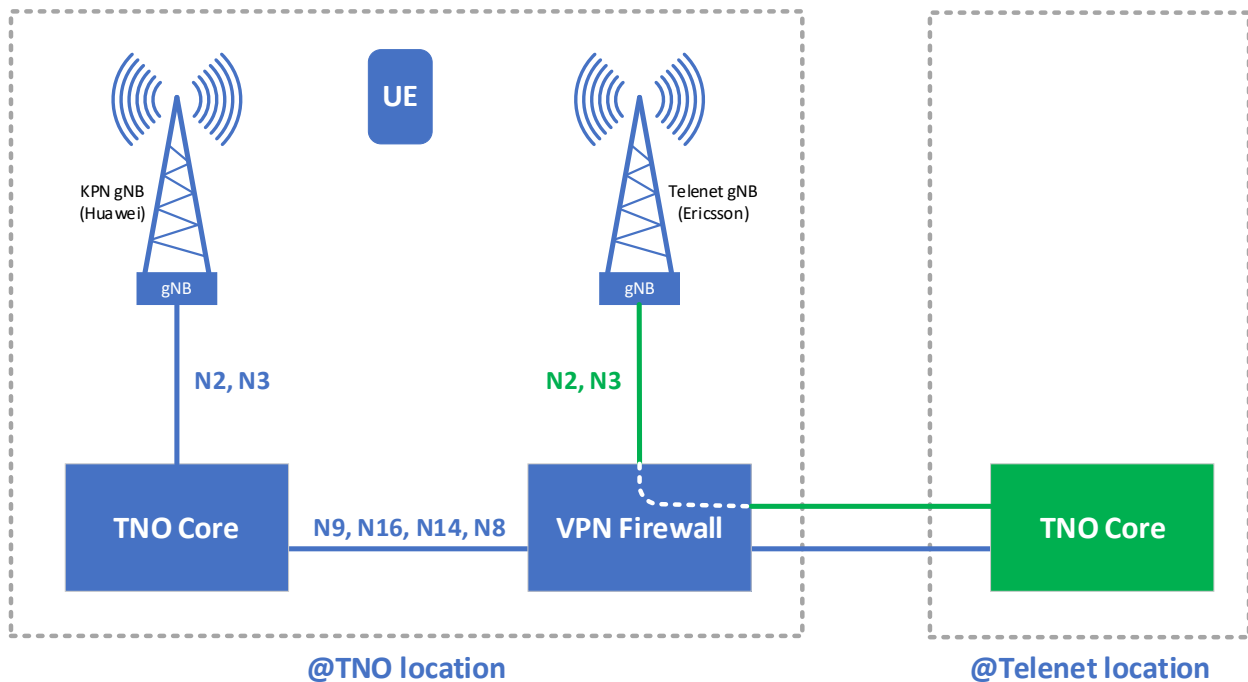 UE
KPN gNB
(Huawei)
Telenet gNB
(Ericsson)
gNB
gNB
N2, N3
N2, N3
TNO Core
N9, N16, N14, N8
VPN Firewall
TNO Core
@TNO location
@Telenet location